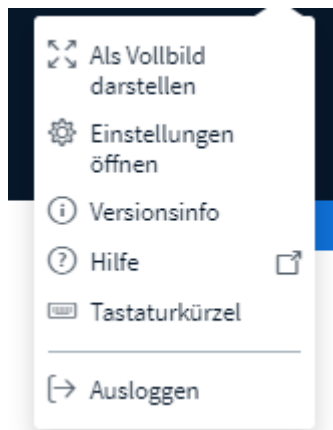 Als Vollbild
darstellen
Einstellungen
öffnen
Versionsinfo
Hilfe
Tastaturkürzel
Ausloggen